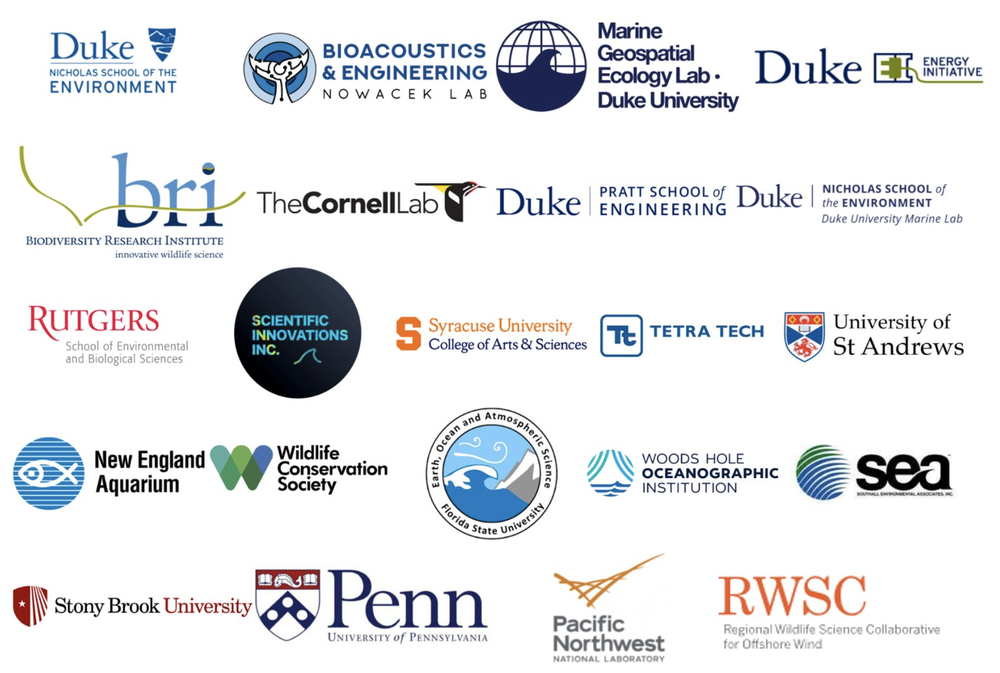 Duke
NICHOLAS SCHOOL OF THE
ENVIRONMENT
BIOACOUSTICS
& ENGINEERING
NOWACEK LAB
Marine
Geospatial
Ecology Lab •
Duke University
Duke
ENERGY
INITIATIVE
bri
BIODIVERSITY RESEARCH INSTITUTE
innovative wildlife science
TheCornellLab
Duke
PRATT SCHOOL of
ENGINEERING
Duke
NICHOLAS SCHOOL of
the ENVIRONMENT
Duke University Marine Lab
RUTGERS
School of Environmental
and Biological Sciences
SCIENTIFIC
INNOVATIONS
INC.
S
Syracuse University
College of Arts & Sciences
Tt
TETRA TECH
University of
St Andrews
New England
Aquarium
Wildlife
Conservation
Society
Earth, Ocean and Atmospheric Science
Florida State University
WOODS HOLE
OCEANOGRAPHIC
INSTITUTION
sea
SOUTHALL ENVIRONMENTAL ASSOCIATES, INC.
Stony Brook University
Penn
UNIVERSITY of PENNSYLVANIA
Pacific
Northwest
NATIONAL LABORATORY
RWSC
Regional Wildlife Science Collaborative
for Offshore Wind